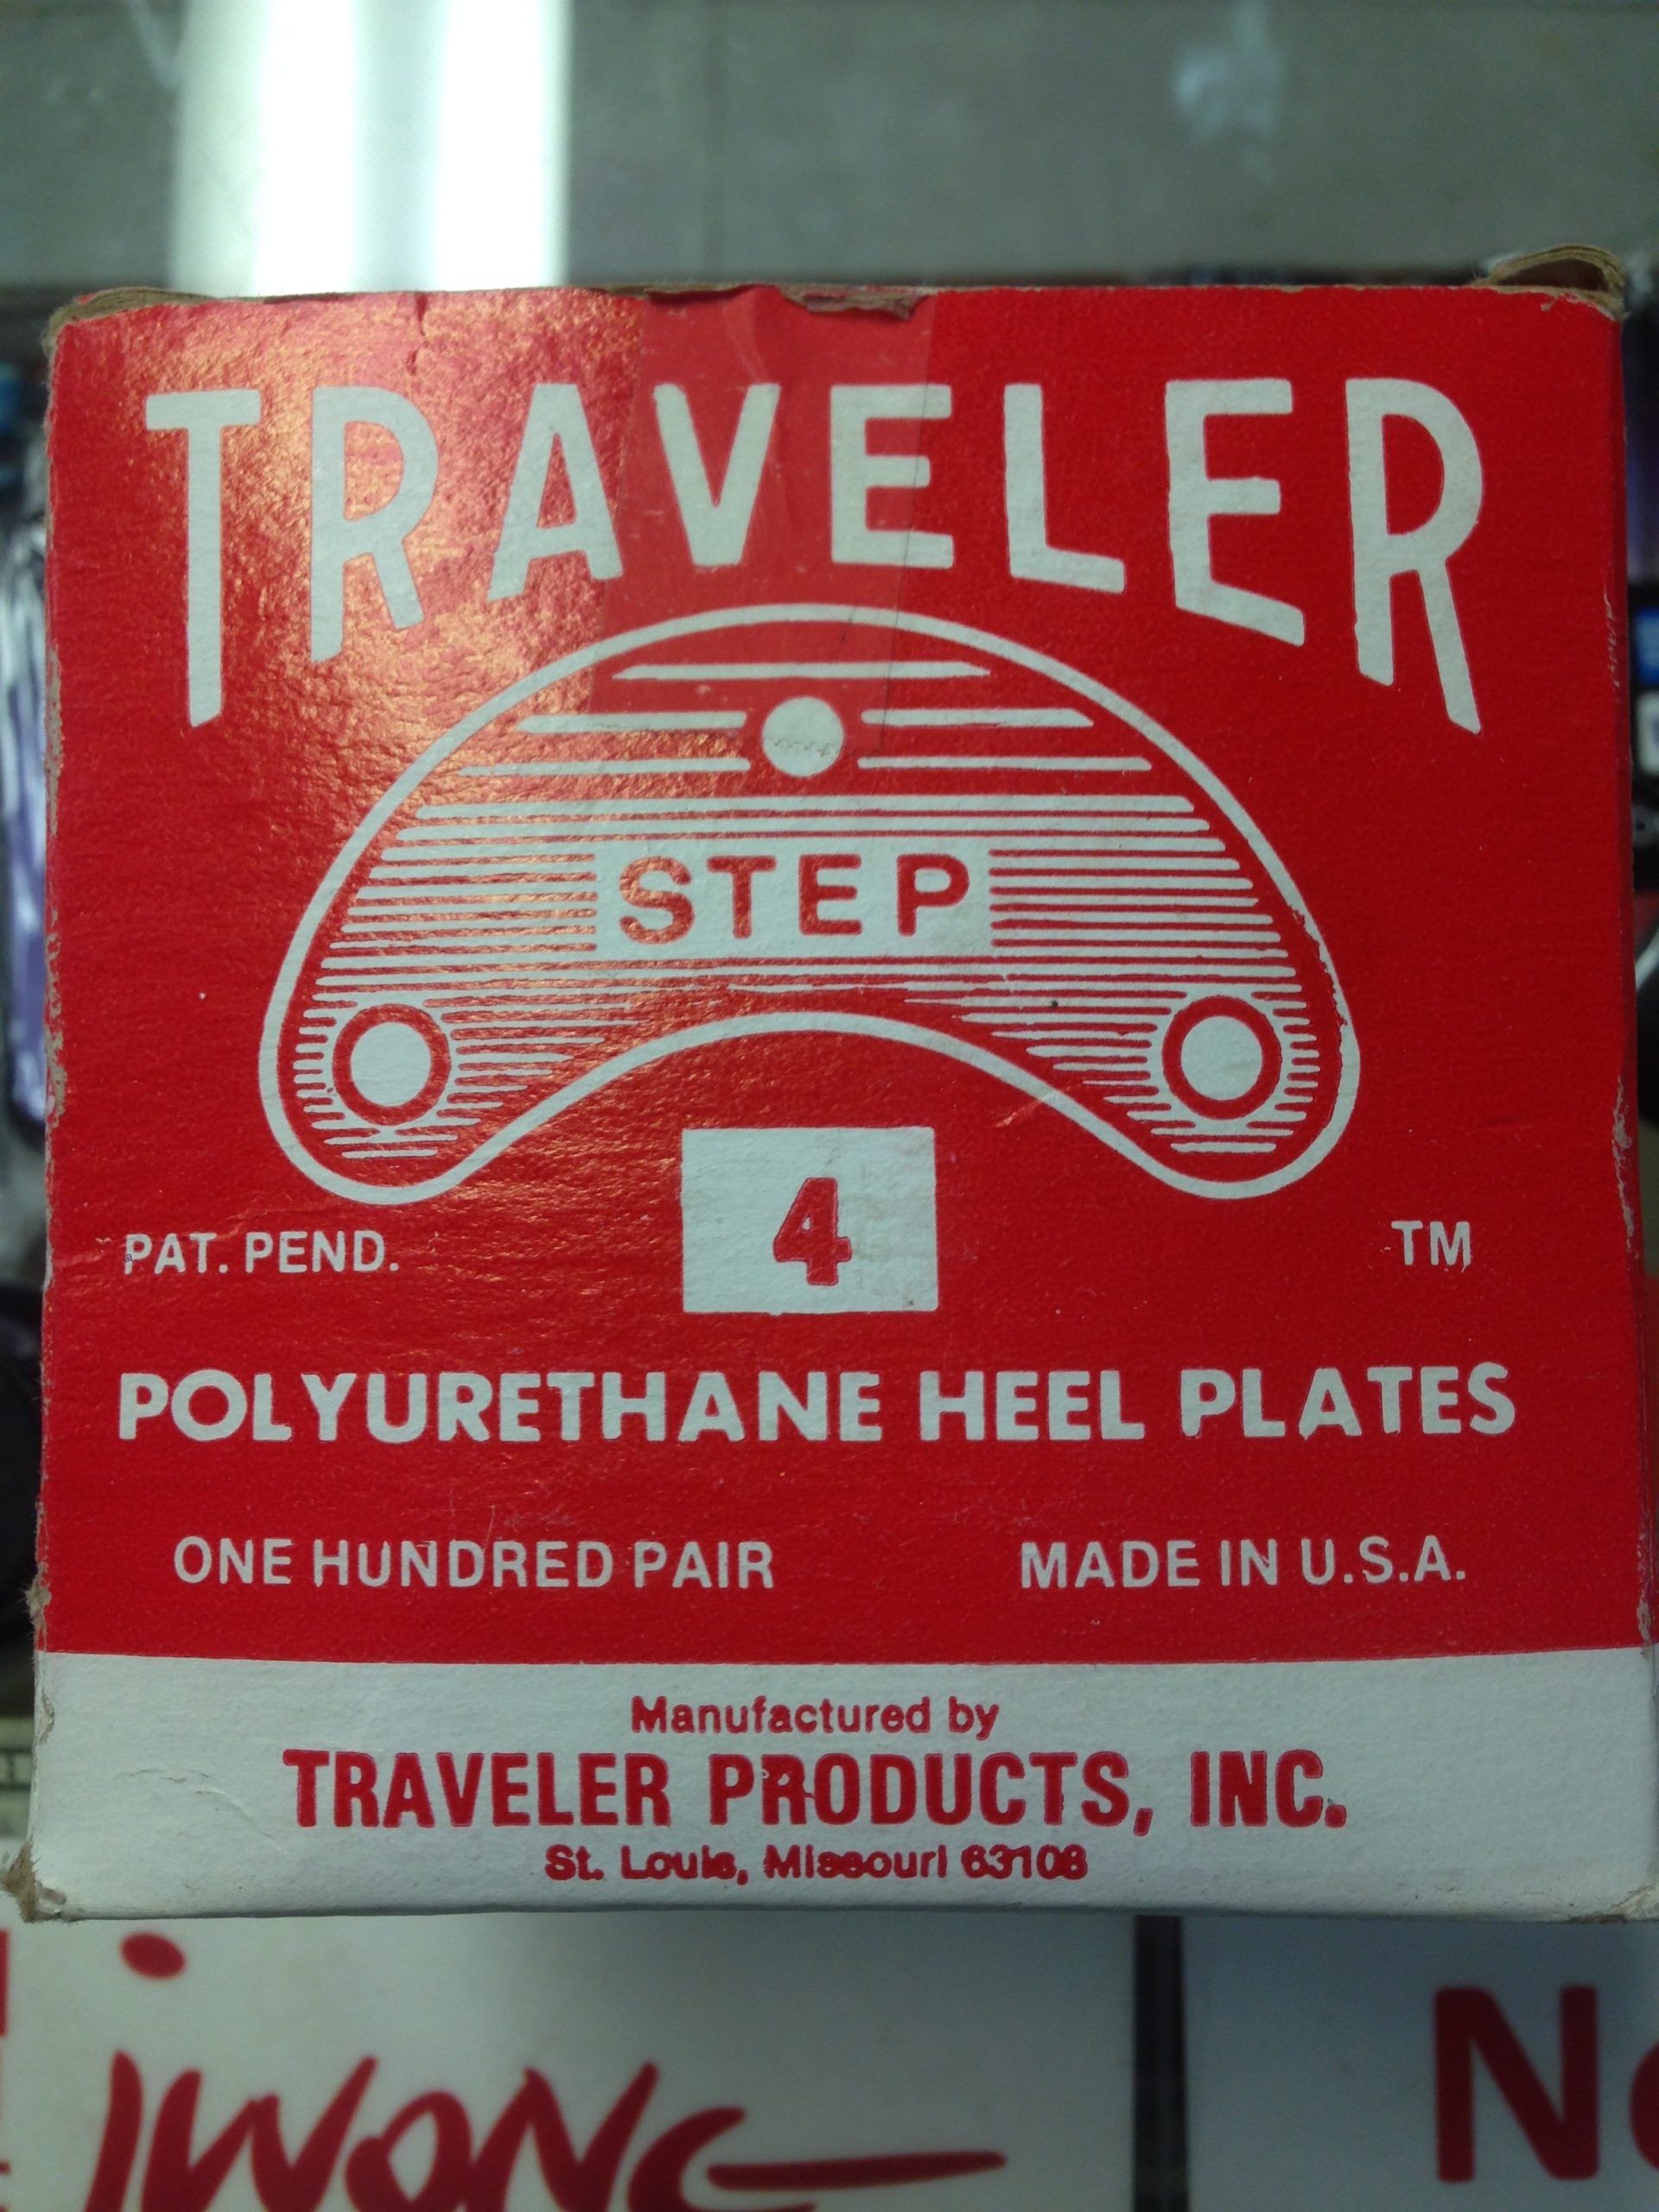 TRAVELER
STEP
4
PAT. PEND.
TM
POLYURETHANE HEEL PLATES
ONE HUNDRED PAIR
MADE IN U.S.A.
Manufactured by
TRAVELER PRODUCTS, INC.
St. Louis, Missouri 63108